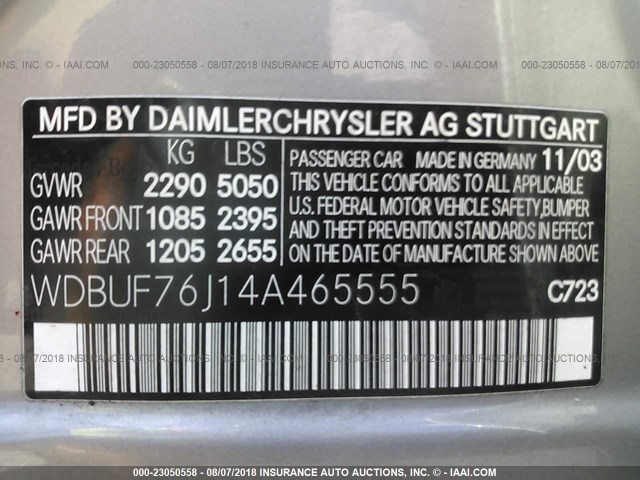 000-23050558 - 08/07/2018 INSURANCE AUTO AUCTIONS, INC. - © IAAI.COM
MFD BY DAIMLERCHRYSLER AG STUTTGART
KG LBS
GVWR 2290 5050
GAWR FRONT 1085 2395
GAWR REAR 1205 2655
PASSENGER CAR MADE IN GERMANY 11/03
THIS VEHICLE CONFORMS TO ALL APPLICABLE
U.S. FEDERAL MOTOR VEHICLE SAFETY,BUMPER
AND THEFT PREVENTION STANDARDS IN EFFECT
ON THE DATE OF MANUFACTURE SHOWN ABOVE
WDBUF76J14A465555 C723
000-23050558 - 08/07/2018 INSURANCE AUTO AUCTIONS, INC. - © IAAI.COM